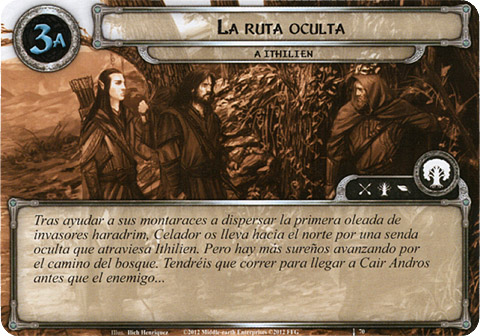 3A
LA RUTA OCULTA
A ITHILIEN
Tras ayudar a sus montaraces a dispersar la primera oleada de
invasores haradrim, Celador os lleva hacia el norte por una senda
oculta que atraviesa Ithilien. Pero hay más sureños avanzando por
el camino del bosque. Tendréis que correr para llegar a Cair Andros
antes que el enemigo...
Illus. Ilich Henriquez ©2012 Middle-earth Enterprises ©2012 FFG 70